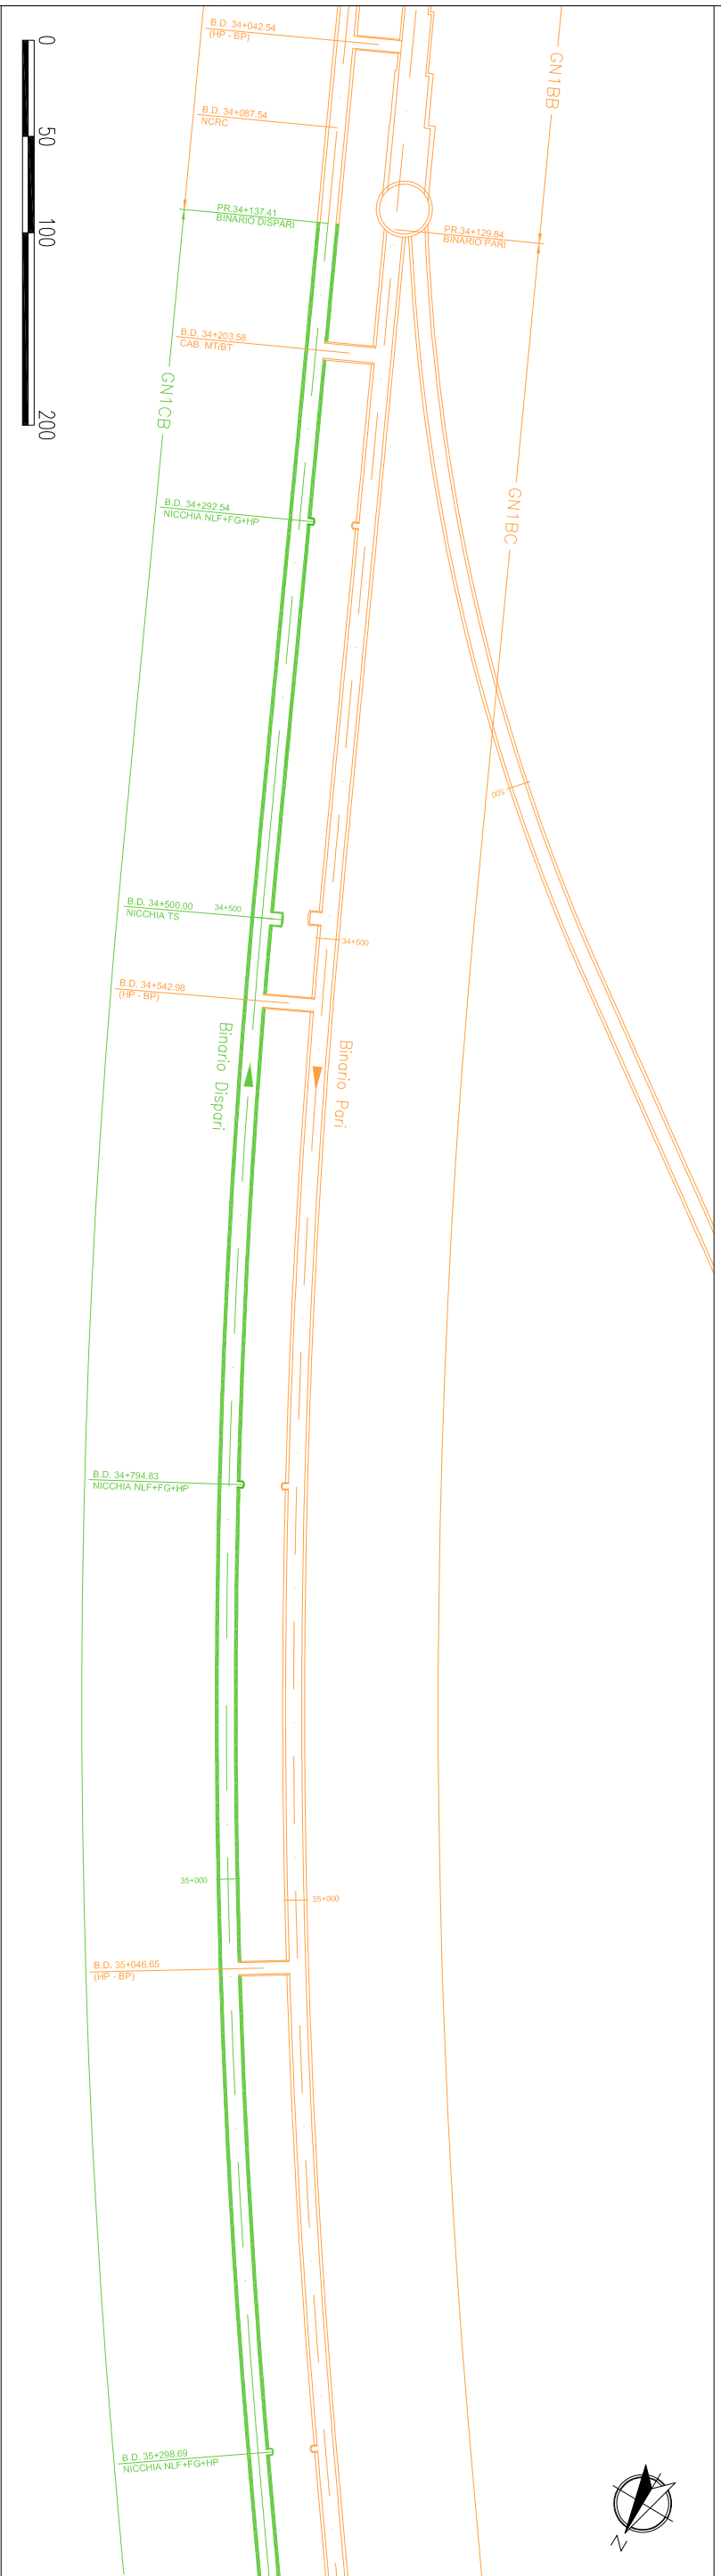 B.D. 34+042.54
(HP - BP)
0
GN1BB
B.D. 34+087.54
NCRC
50
PR.34+137.41
BINARIO DISPARI
100
PR.34+129.84
BINARIO PARI
B.D. 34+203.58
CAB. MT/BT
GN1CB
200
B.D. 34+292.54
NICCHIA NLF+FG+HP
GN1BC
500
B.D. 34+500.00
NICCHIA TS
34+500
34+500
B.D. 34+542.98
(HP - BP)
Binario Dispari
Binario Pari
B.D. 34+794.83
NICCHIA NLF+FG+HP
35+000
35+000
B.D. 35+046.65
(HP - BP)
B.D. 35+298.69
NICCHIA NLF+FG+HP
N